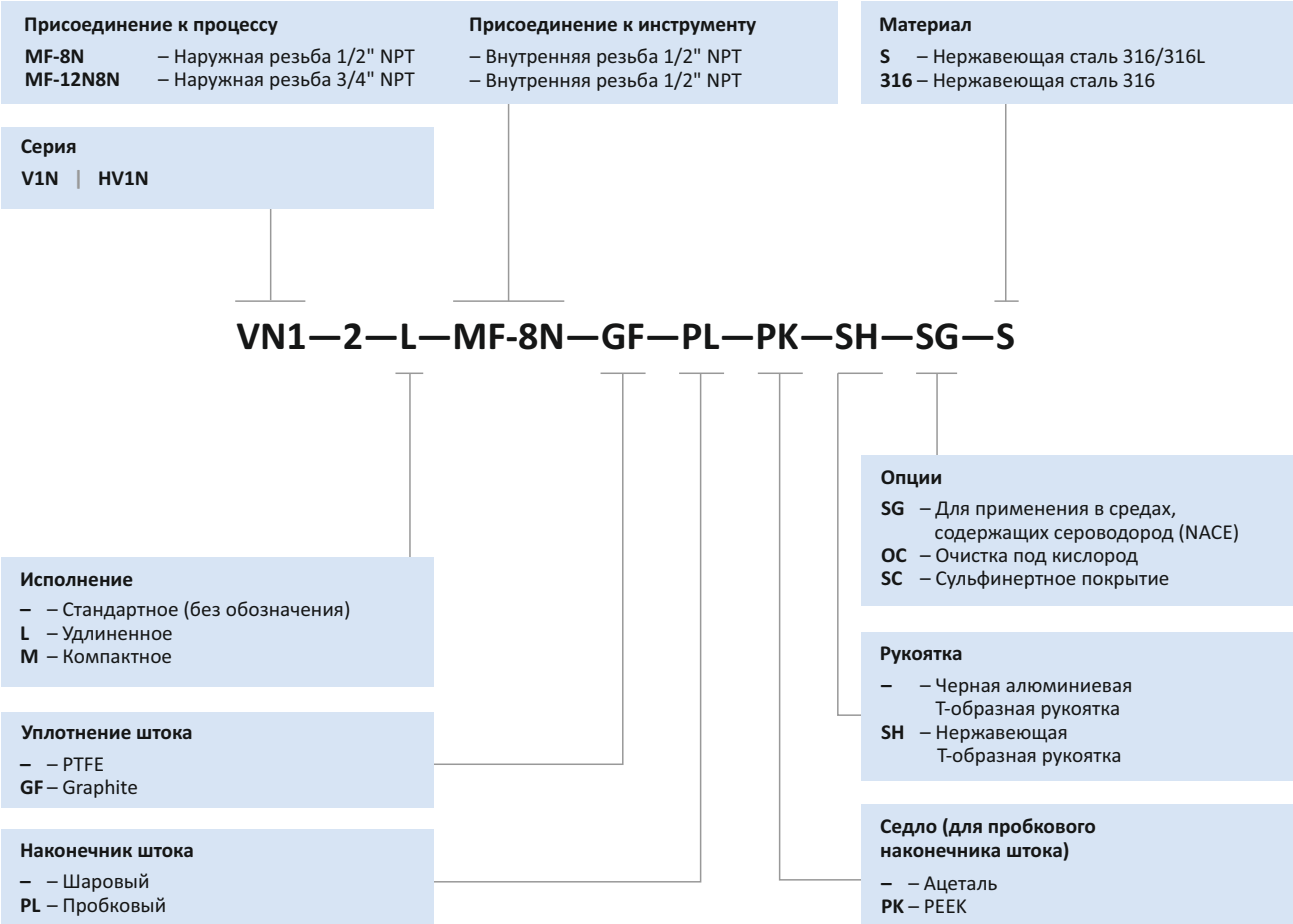 Присоединение к процессу
MF-8N – Наружная резьба 1/2" NPT
MF-12N8N – Наружная резьба 3/4" NPT
Присоединение к инструменту
– Внутренняя резьба 1/2" NPT
– Внутренняя резьба 1/2" NPT
Материал
S – Нержавеющая сталь 316/316L
316 – Нержавеющая сталь 316
Серия
V1N | HV1N
VN1—2—L—MF-8N—GF—PL—PK—SH—SG—S
Исполнение
– – Стандартное (без обозначения)
L – Удлиненное
M – Компактное
Уплотнение штока
– – PTFE
GF – Graphite
Наконечник штока
– – Шаровый
PL – Пробковый
Опции
SG – Для применения в средах,
содержащих сероводород (NACE)
OC – Очистка под кислород
SC – Сульфинертное покрытие
Рукоятка
– – Черная алюминиевая
Т-образная рукоятка
SH – Нержавеющая
Т-образная рукоятка
Седло (для пробкового
наконечника штока)
– – Ацеталь
PK – PEEK